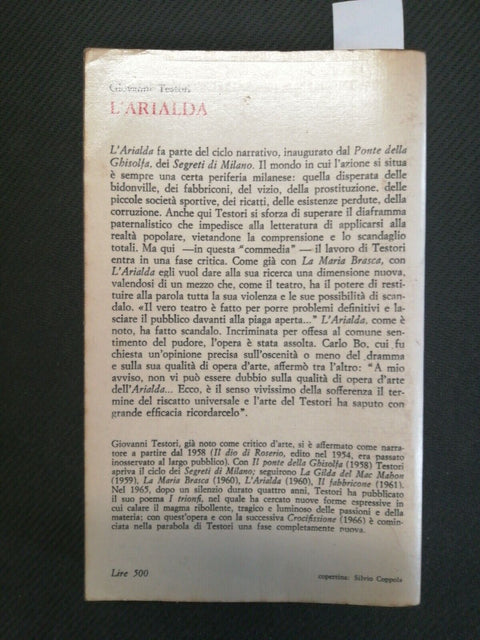 Giovanni Testori
L'ARIALDA
L'Arialda fa parte del ciclo narrativo, inaugurato dal Ponte della
Ghisolfa, dei Segreti di Milano. Il mondo in cui l'azione si situa
è sempre una certa periferia milanese: quella disperata delle
bidonville, dei fabbriconi, del vizio, della prostituzione, delle
piccole società sportive, dei ricatti, delle esistenze perdute, della
corruzione. Anche qui Testori si sforza di superare il diaframma
paternalistico che impedisce alla letteratura di applicarsi alla
realtà popolare, vietandone la comprensione e lo scandaglio
totali. Ma qui —in questa "commedia" — il lavoro di Testori
entra in una fase critica. Come già con La Maria Brasca, con
L'Arialda egli vuol dare alla sua ricerca una dimensione nuova,
valendosi di un mezzo che, come il teatro, ha il potere di resti-
tuire alla parola tutta la sua violenza e le sue possibilità di scan-
dalo. «Il vero teatro è fatto per porre problemi definitivi e la-
sciare il pubblico davanti alla piaga aperta..." L'Arialda, come è
noto, ha fatto scandalo. Incriminata per offesa al comune sen-
timento del pudore, l'opera è stata assolta. Carlo Bo, cui fu
chiesta un'opinione precisa sull'oscenità o meno del dramma
e sulla sua qualità di opera d'arte, affermò tra l'altro: "A mio
avviso, non vi può essere dubbio sulla qualità di opera d'arte
dell'Arialda... Ecco, è il senso vivissimo della sofferenza il ter-
mine del riscatto universale e l'arte del Testori ha saputo con
grande efficacia ricordarcelo".
Giovanni Testori, già noto come critico d'arte, si è affermato come narra-
tore a partire dal 1958 (Il dio di Roserio, edito nel 1954, era passato
inosservato al largo pubblico). Con Il ponte della Ghisolfa (1958) Testori
apriva il ciclo dei Segreti di Milano; seguirono La Gilda del Mac Mahon
(1959), La Maria Brasca (1960), L'Arialda (1960), Il fabbricone (1961).
Nel 1965, dopo un silenzio durato quattro anni, Testori ha pubblicato
il suo poema I trionfi, nel quale ha cercato nuove forme espressive in
cui calare il magma ribollente, tragico e luminoso delle passioni e della
materia; con quest'opera e con la successiva Crocifissione (1966) è comin-
ciata nella parabola di Testori una fase completamente nuova.
Lire 500
copertina: Silvio Coppola